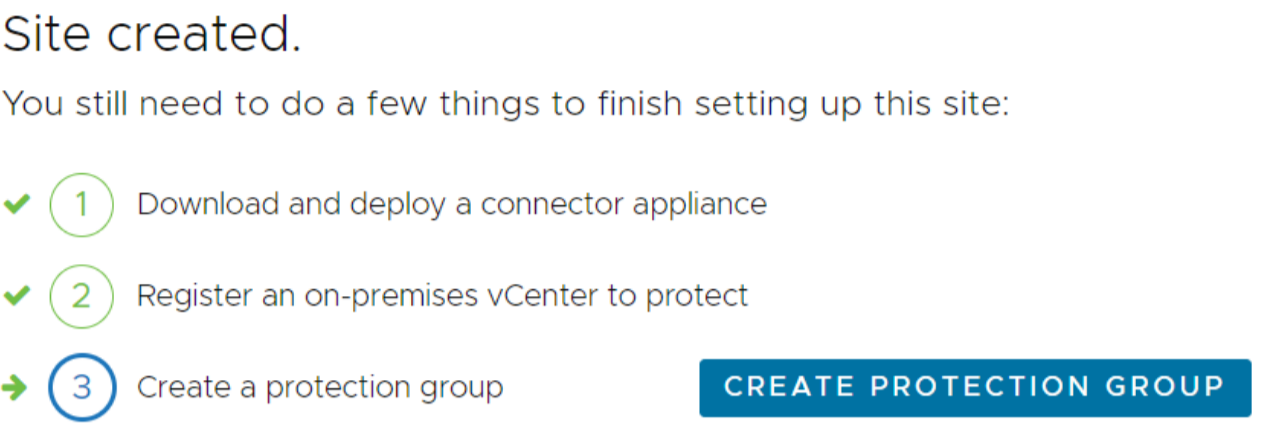 Site created.
You still need to do a few things to finish setting up this site:
1 Download and deploy a connector appliance
2 Register an on-premises vCenter to protect
3 Create a protection group CREATE PROTECTION GROUP